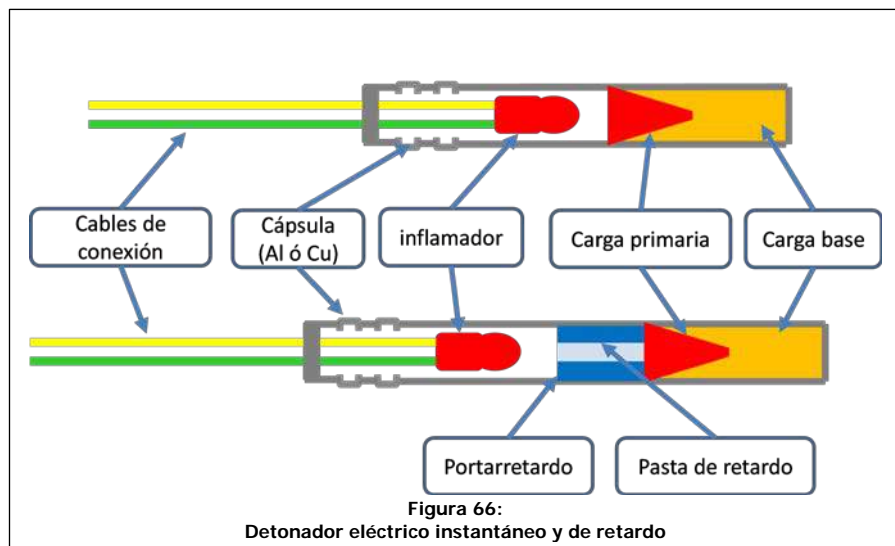 Cables de
conexión
Cápsula
(Al ó Cu)
inflamador
Carga primaria
Carga base
Portarretardo
Pasta de retardo
Figura 66:
Detonador eléctrico instantáneo y de retardo